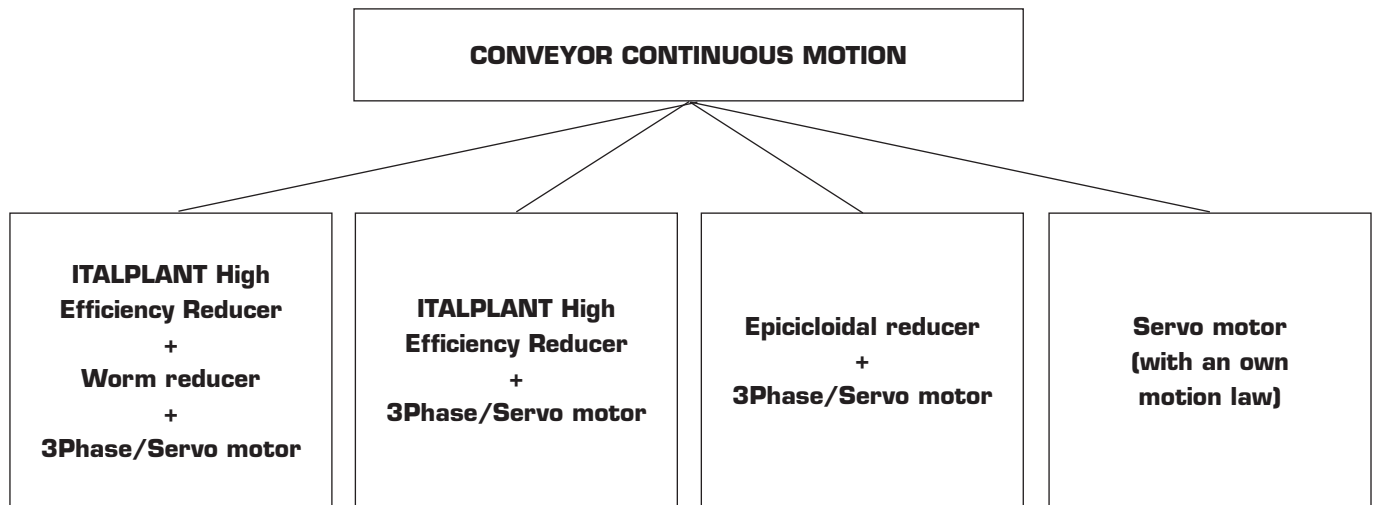 CONVEYOR CONTINUOUS MOTION
ITALPLANT High
Efficiency Reducer
+
Worm reducer
+
3Phase/Servo motor
ITALPLANT High
Efficiency Reducer
+
3Phase/Servo motor
Epicicloidal reducer
+
3Phase/Servo motor
Servo motor
(with an own
motion law)